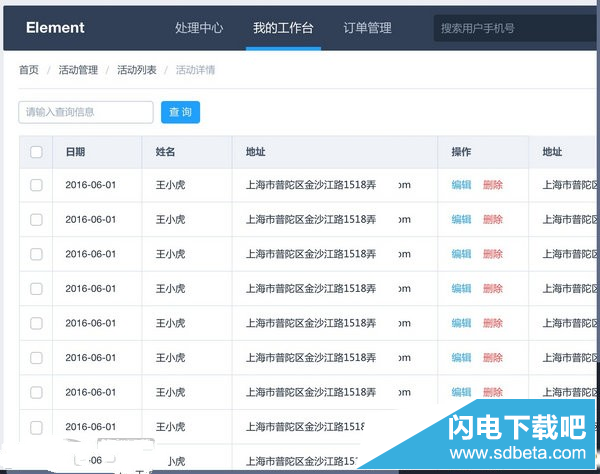 Element 处理中心 我的工作台 订单管理 搜索用户手机号
首页 / 活动管理 / 活动列表 / 活动详情
请输入查询信息 查 询
日期 姓名 地址 操作 地址
2016-06-01 王小虎 上海市普陀区金沙江路1518弄 om 编辑 删除 上海市普陀区
2016-06-01 王小虎 上海市普陀区金沙江路1518弄 om 编辑 删除 上海市普陀区
2016-06-01 王小虎 上海市普陀区金沙江路1518弄 om 编辑 删除 上海市普陀区
2016-06-01 王小虎 上海市普陀区金沙江路1518弄 om 编辑 删除 上海市普陀区
2016-06-01 王小虎 上海市普陀区金沙江路1518弄 om 编辑 删除 上海市普陀区
2016-06-01 王小虎 上海市普陀区金沙江路1518弄 om 编辑 删除 上海市普陀区
2016-06-01 王小虎 上海市普陀区金沙江路1518弄 om 编辑 删除 上海市普陀区
2016-06-01 王小虎 上海市普陀区金沙江路1518
06 王小虎 上海市普陀区金沙江路15
闪电下载吧
www.sdbeta.com